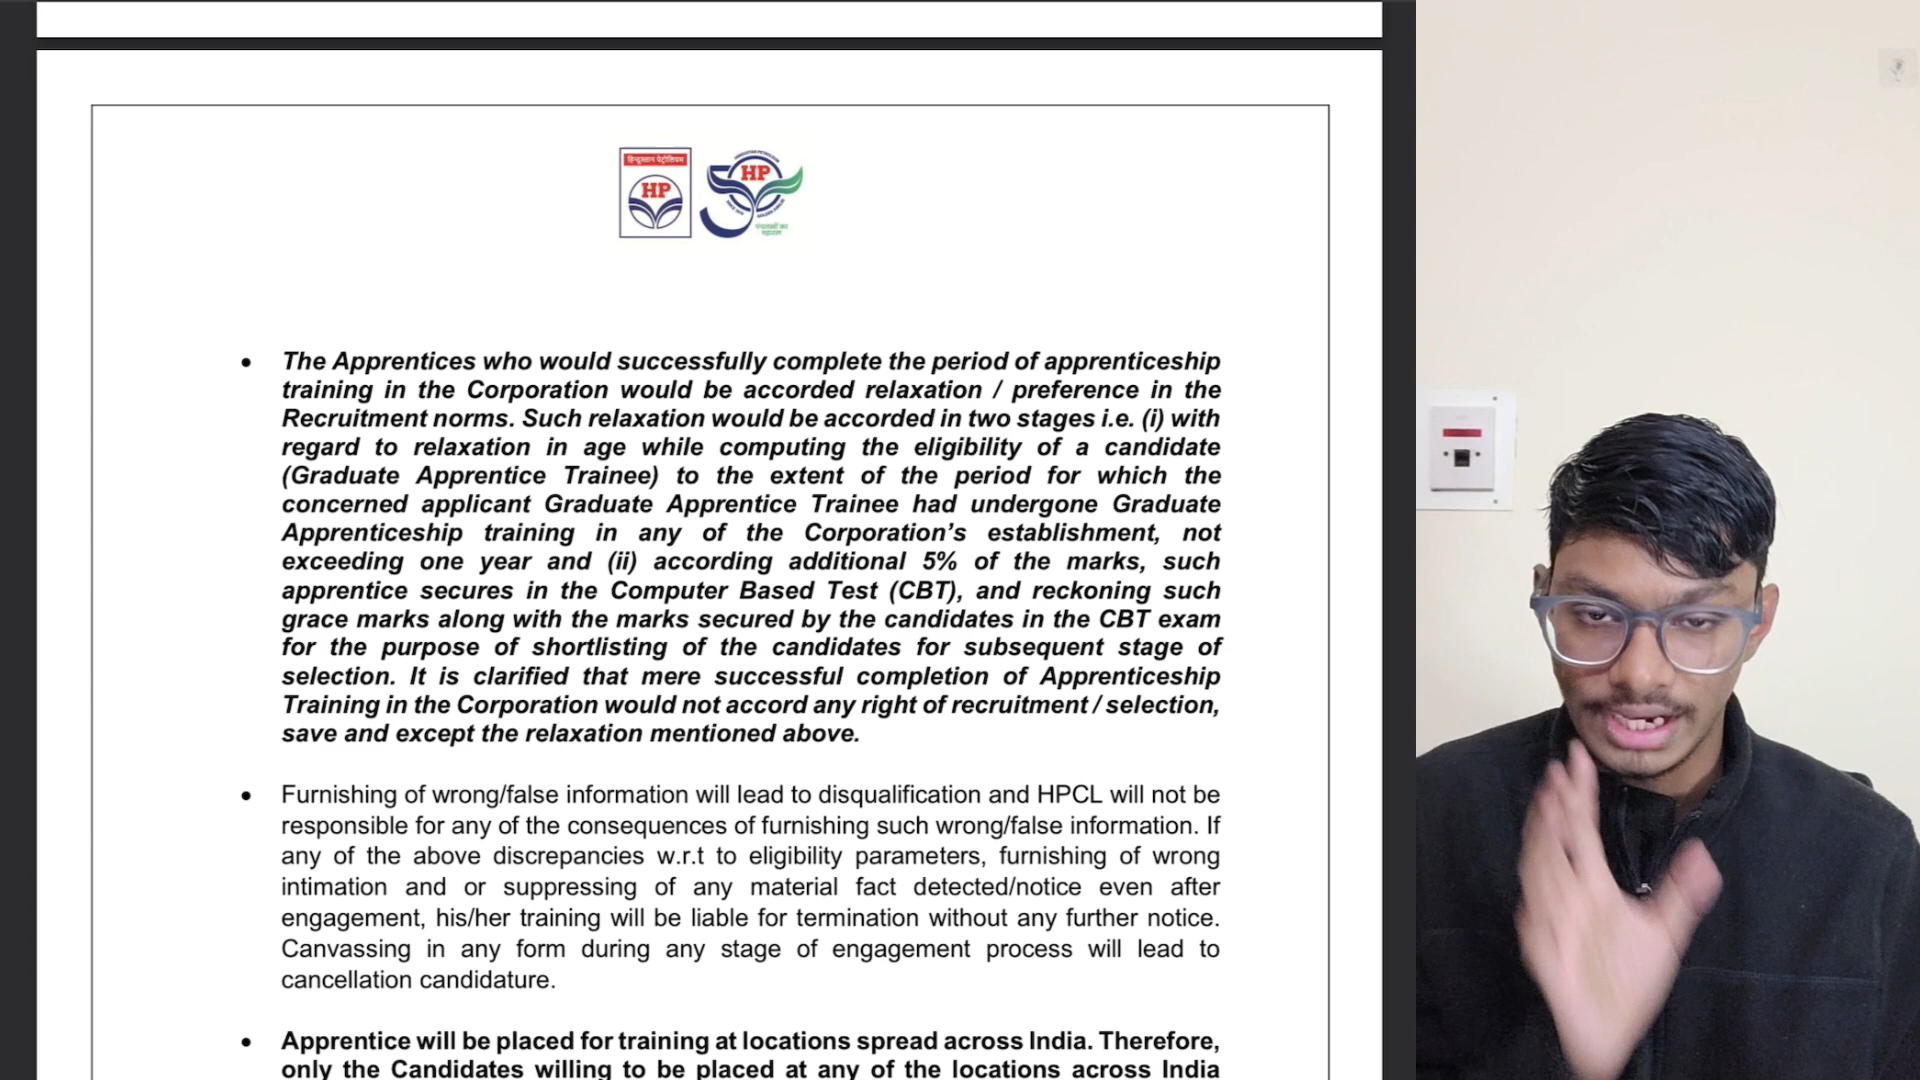 हिन्दुस्तान पेट्रोलियम
HP
HP
The Apprentices who would successfully complete the period of apprenticeship
training in the Corporation would be accorded relaxation / preference in the
Recruitment norms. Such relaxation would be accorded in two stages i.e. (i) with
regard to relaxation in age while computing the eligibility of a candidate
(Graduate Apprentice Trainee) to the extent of the period for which the
concerned applicant Graduate Apprentice Trainee had undergone Graduate
Apprenticeship training in any of the Corporation’s establishment, not
exceeding one year and (ii) according additional 5% of the marks, such
apprentice secures in the Computer Based Test (CBT), and reckoning such
grace marks along with the marks secured by the candidates in the CBT exam
for the purpose of shortlisting of the candidates for subsequent stage of
selection. It is clarified that mere successful completion of Apprenticeship
Training in the Corporation would not accord any right of recruitment / selection,
save and except the relaxation mentioned above.
Furnishing of wrong/false information will lead to disqualification and HPCL will not be
responsible for any of the consequences of furnishing such wrong/false information. If
any of the above discrepancies w.r.t to eligibility parameters, furnishing of wrong
intimation and or suppressing of any material fact detected/notice even after
engagement, his/her training will be liable for termination without any further notice.
Canvassing in any form during any stage of engagement process will lead to
cancellation candidature.
Apprentice will be placed for training at locations spread across India. Therefore,
only the Candidates willing to be placed at any of the locations across India